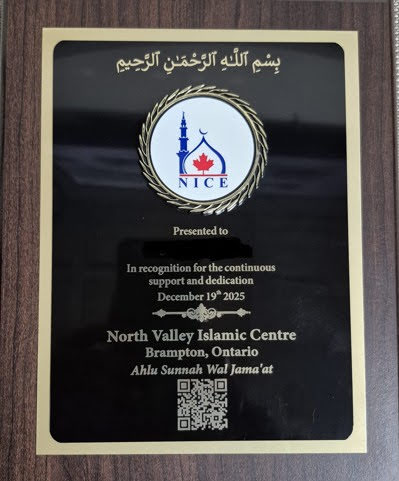 بِسْمِ اللَّهِ الرَّحْمَٰنِ الرَّحِيمِ
NICE
Presented to
In recognition for the continuous
support and dedication
December 19th 2025
North Valley Islamic Centre
Brampton, Ontario
Ahlu Sunnah Wal Jama'at